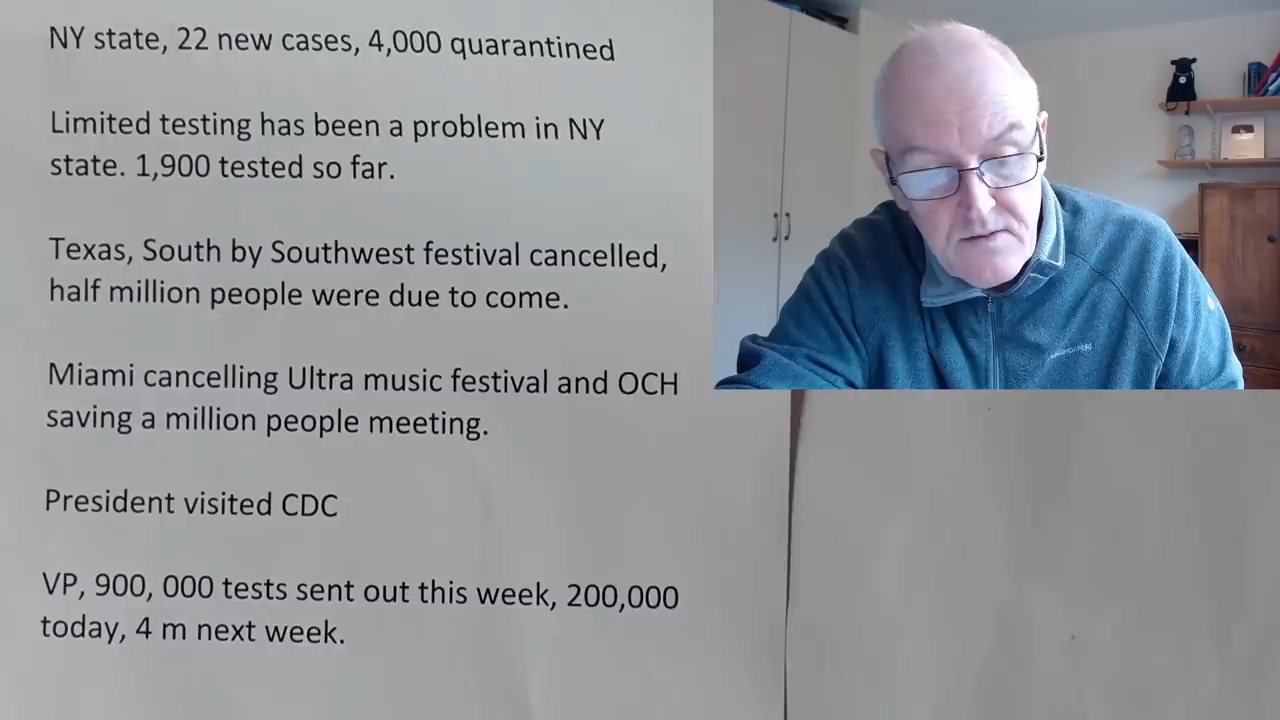 NY state, 22 new cases, 4,000 quarantined
Limited testing has been a problem in NY
state. 1,900 tested so far.
Texas, South by Southwest festival cancelled,
half million people were due to come.
Miami cancelling Ultra music festival and OCH
saving a million people meeting.
President visited CDC
VP, 900, 000 tests sent out this week, 200,000
today, 4 m next week.